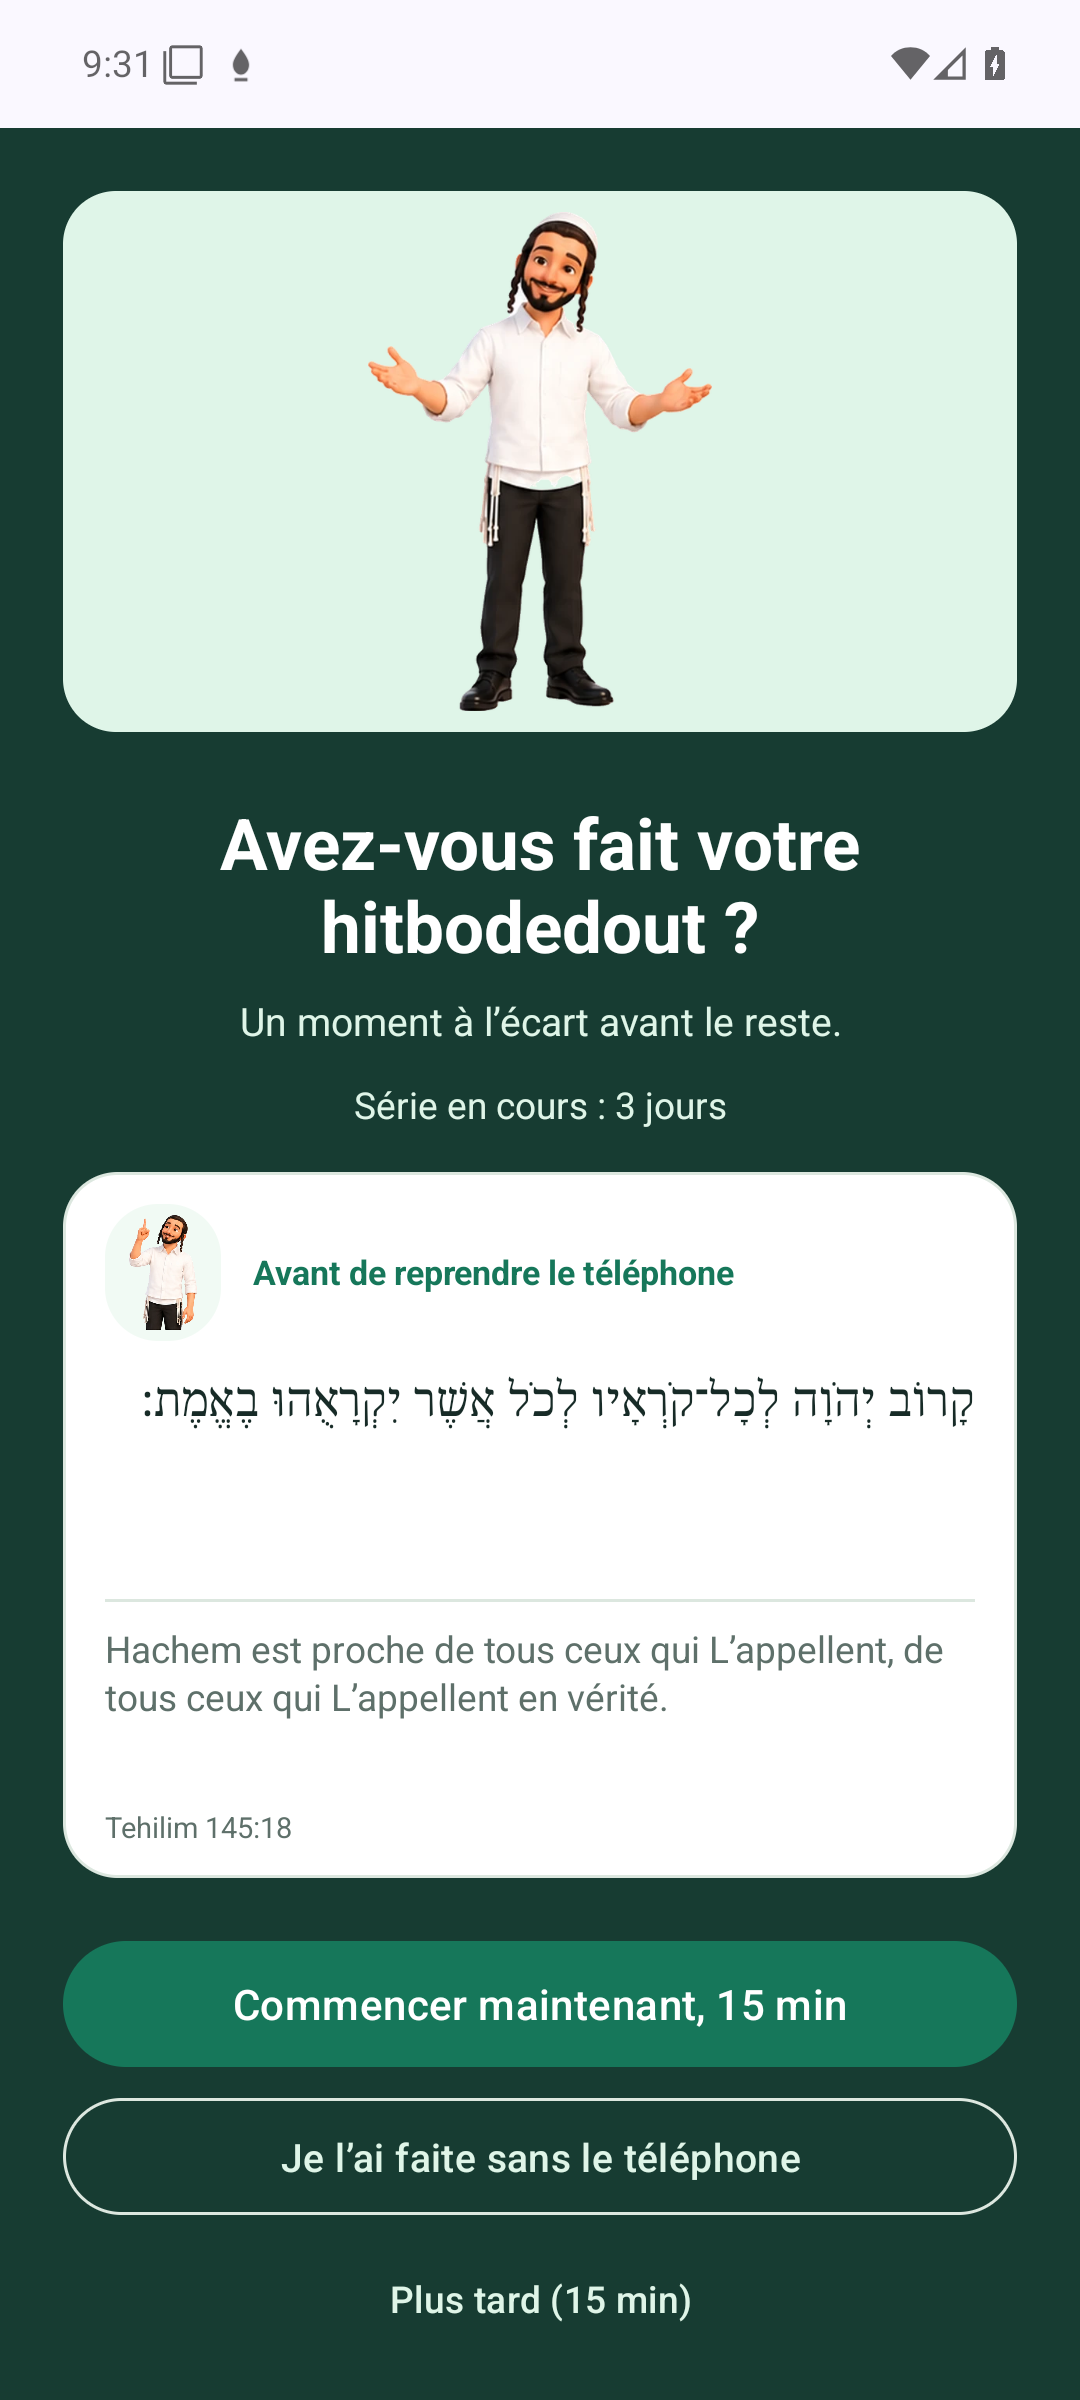 9:31
Avez-vous fait votre
hitbodedout ?
Un moment à l’écart avant le reste.
Série en cours : 3 jours
Avant de reprendre le téléphone
קָרוֹב יְהֹוָה לְכׇל־קֹרְאָיו לְכֹל אֲשֶׁר יִקְרָאֻהוּ בֶאֱמֶת׃
Hachem est proche de tous ceux qui L’appellent, de
tous ceux qui L’appellent en vérité.
Tehilim 145:18
Commencer maintenant, 15 min
Je l’ai faite sans le téléphone
Plus tard (15 min)